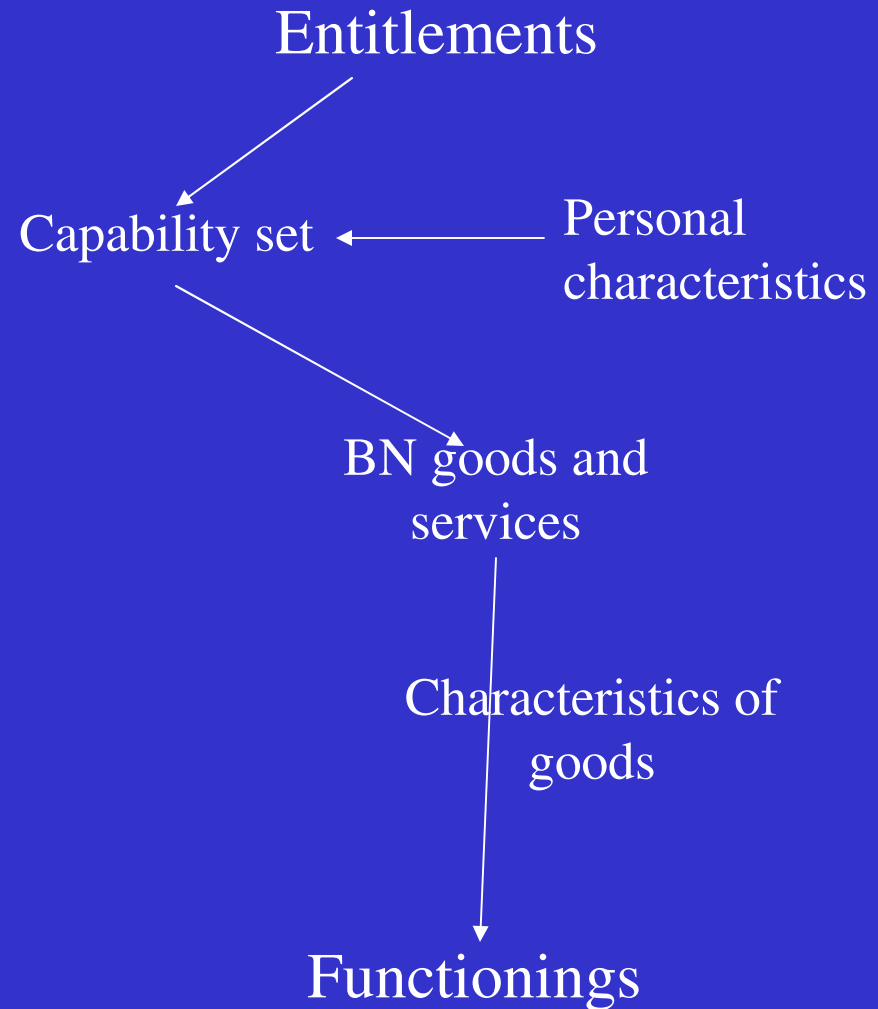 Entitlements
Capability set
Personal
characteristics
BN goods and
services
Characteristics of
goods
Functionings